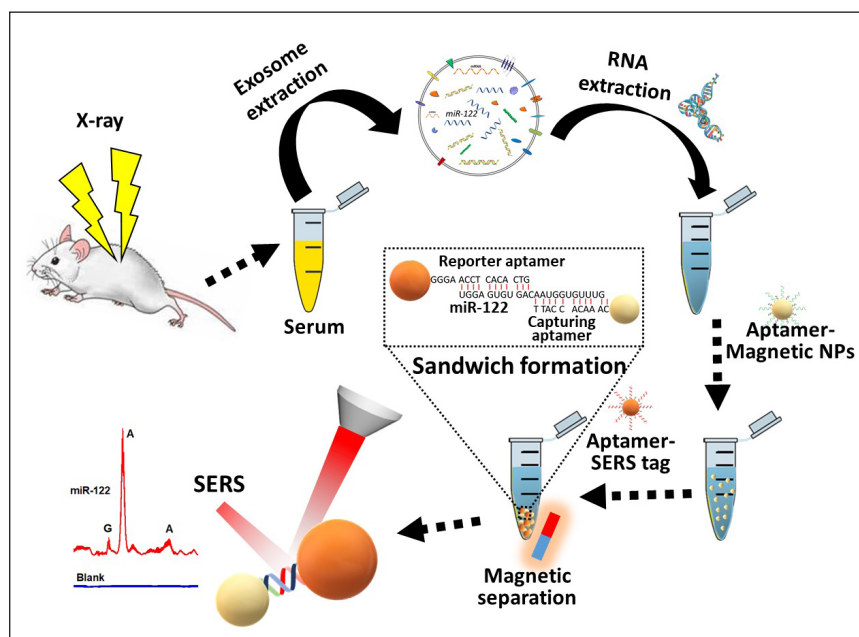 X-ray
Exosome
extraction
mRNA
miR-122
RNA
extraction
Serum
Reporter aptamer
GGGA ACCT CACA CTG
UGGA GUGU GACAAUGGUGUUUG
miR-122
T TAC C ACAA AC
Capturing
aptamer
Sandwich formation
Aptamer-
Magnetic NPs
Aptamer-
SERS tag
Magnetic
separation
SERS
miR-122
G
A
A
Blank